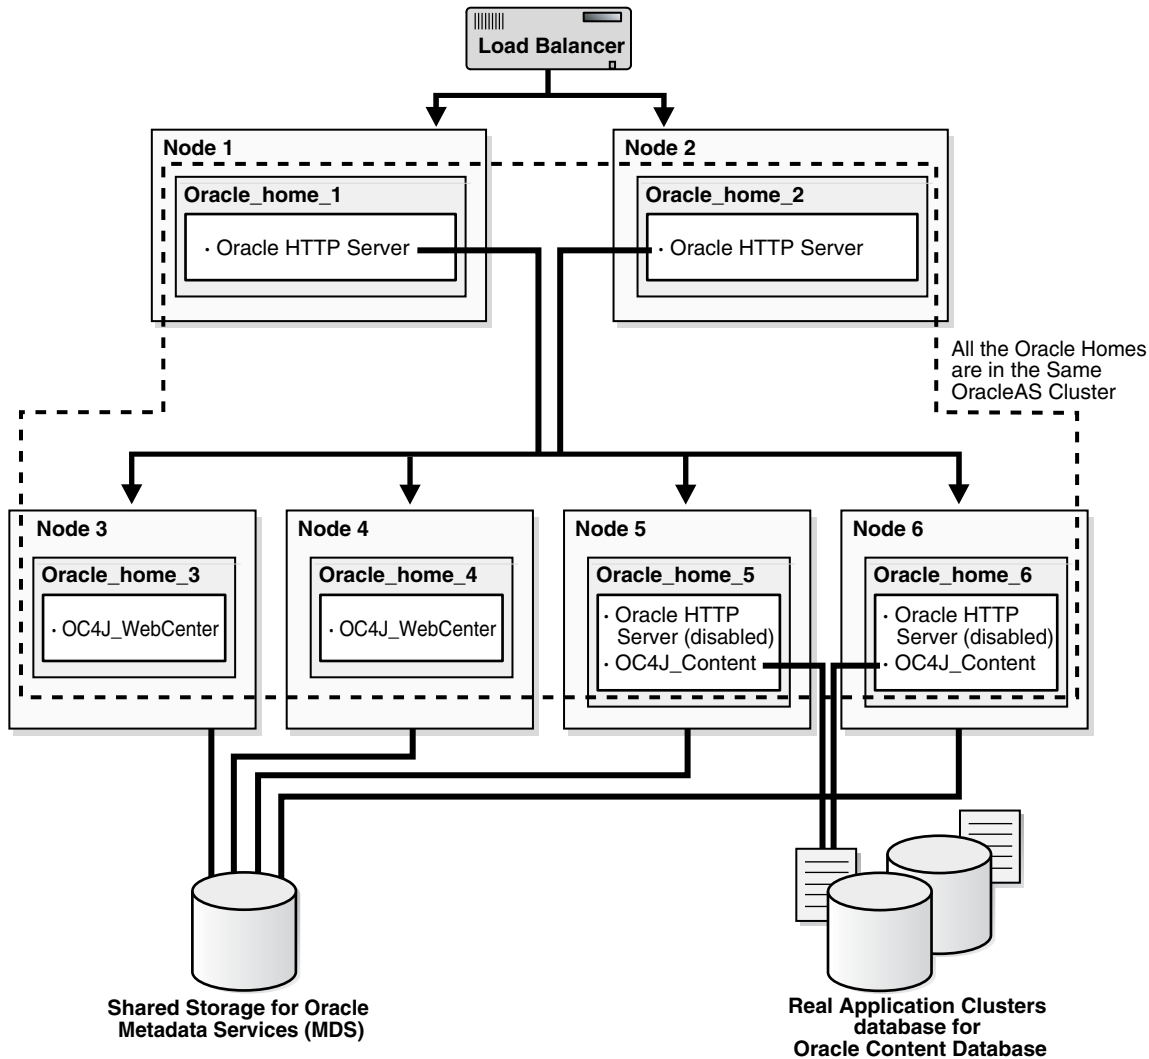 Load Balancer
Node 1
Oracle_home_1
· Oracle HTTP Server
Node 2
Oracle_home_2
· Oracle HTTP Server
All the Oracle Homes
are in the Same
OracleAS Cluster
Node 3
Oracle_home_3
· OC4J_WebCenter
Node 4
Oracle_home_4
· OC4J_WebCenter
Node 5
Oracle_home_5
· Oracle HTTP
Server (disabled)
· OC4J_Content
Node 6
Oracle_home_6
· Oracle HTTP
Server (disabled)
· OC4J_Content
Shared Storage for Oracle
Metadata Services (MDS)
Real Application Clusters
database for
Oracle Content Database